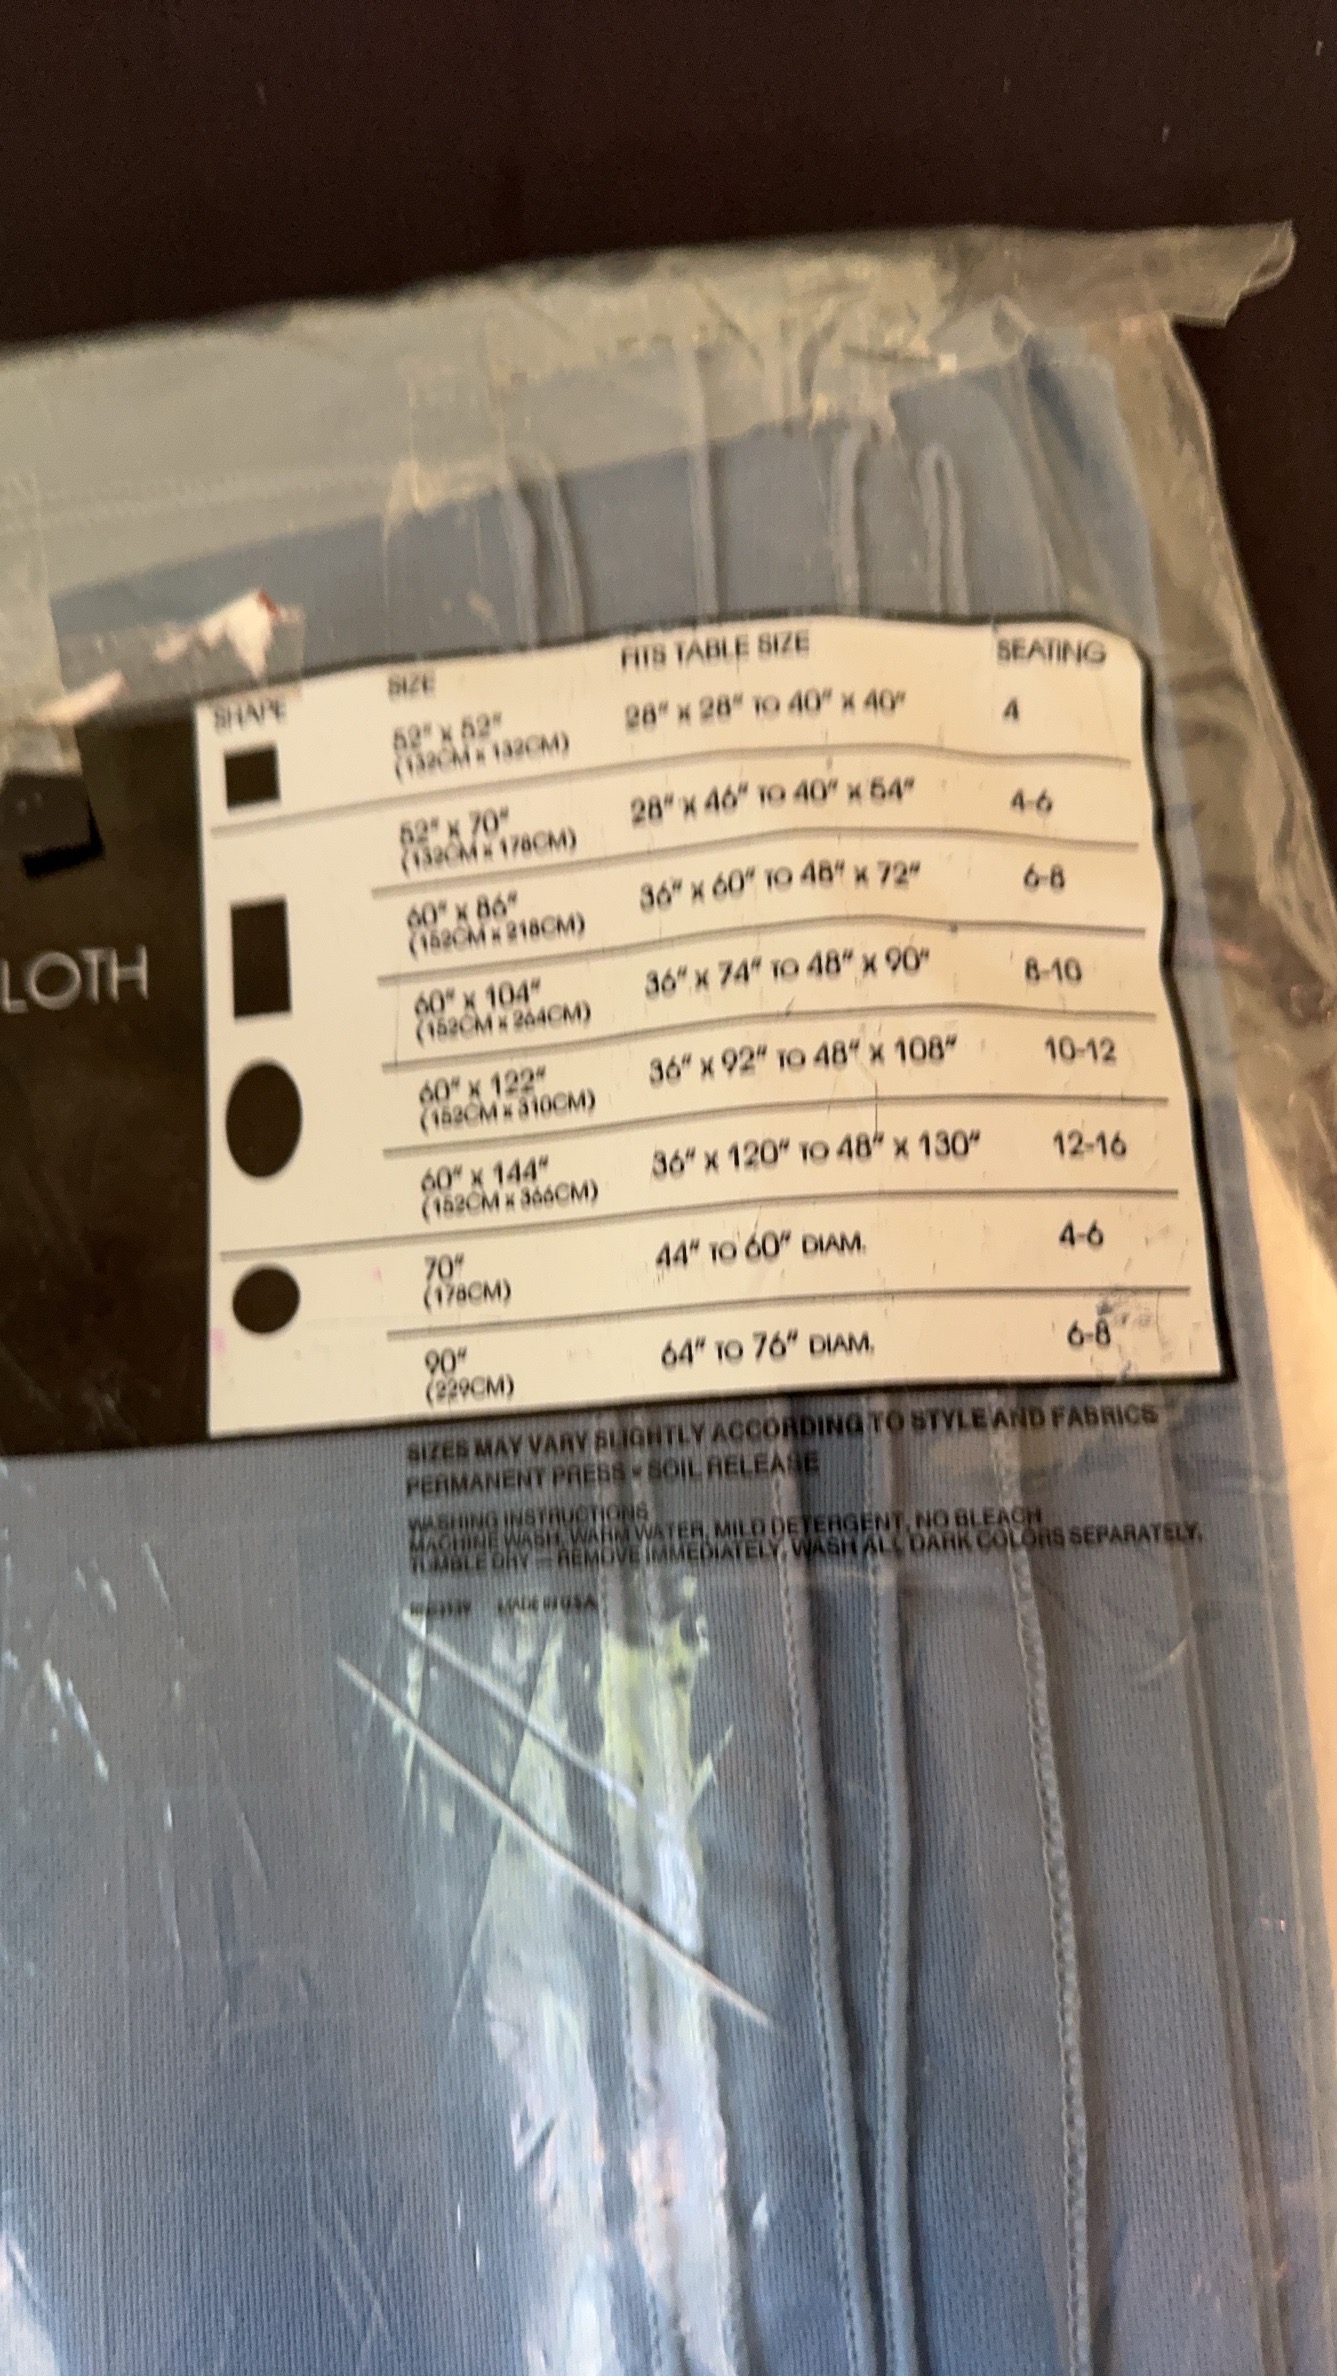 LOTH
SHAPE SIZE FITS TABLE SIZE SEATING
52" x 52" 28" x 28" TO 40" x 40" 4
(132CM x 132CM)
52" x 70" 28" x 46" TO 40" x 54" 4-6
(132CM x 178CM)
60" x 86" 36" x 60" TO 48" x 72" 6-8
(152CM x 218CM)
60" x 104" 36" x 74" TO 48" x 90" 8-10
(152CM x 264CM)
60" x 122" 36" x 92" TO 48" x 108" 10-12
(152CM x 310CM)
60" x 144" 36" x 120" TO 48" x 130" 12-16
(152CM x 366CM)
70" 44" TO 60" DIAM. 4-6
(178CM)
90" 64" TO 76" DIAM. 6-8
(229CM)
SIZES MAY VARY SLIGHTLY ACCORDING TO STYLE AND FABRICS
PERMANENT PRESS • SOIL RELEASE
WASHING INSTRUCTIONS
MACHINE WASH, WARM WATER, MILD DETERGENT, NO BLEACH
TUMBLE DRY — REMOVE IMMEDIATELY, WASH ALL DARK COLORS SEPARATELY.
MADE IN U.S.A.